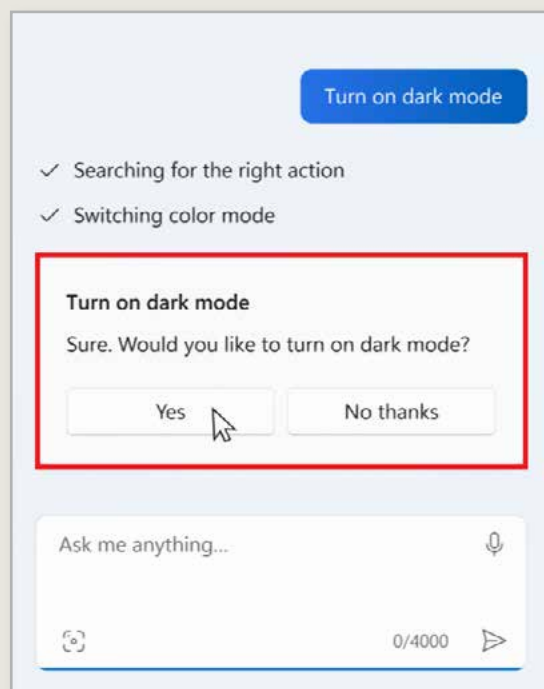 Turn on dark mode
Searching for the right action
Switching color mode
Turn on dark mode
Sure. Would you like to turn on dark mode?
Yes
No thanks
Ask me anything...
0/4000